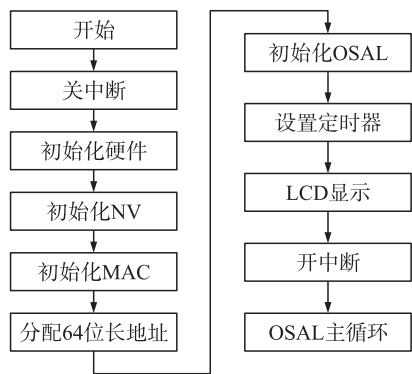 开始
关中断
初始化硬件
初始化NV
初始化MAC
分配64位长地址
初始化OSAL
设置定时器
LCD显示
开中断
OSAL主循环